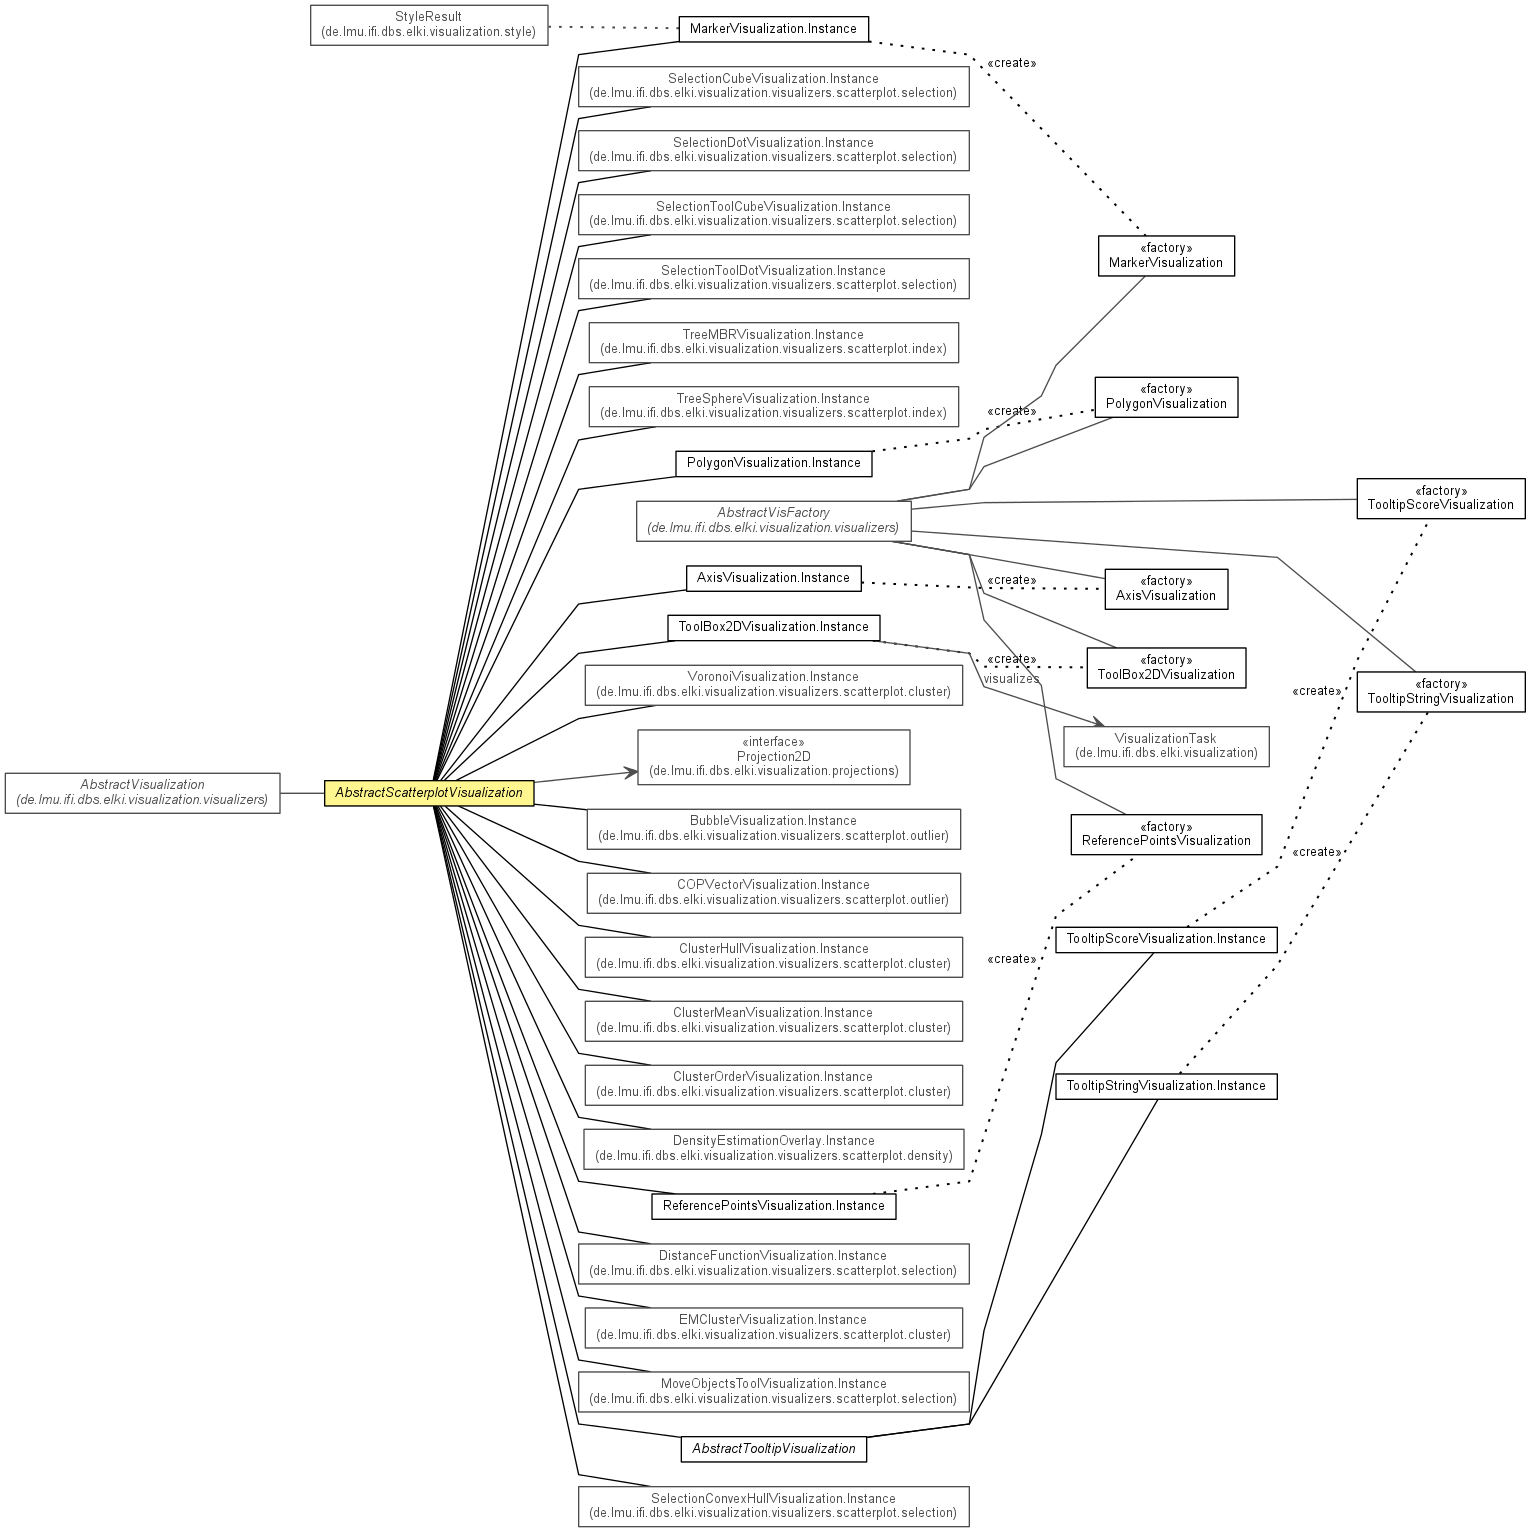 StyleResult
(de.lmu.ifi.dbs.elki.visualization.style)
MarkerVisualization.Instance
«create»
SelectionCubeVisualization.Instance
(de.lmu.ifi.dbs.elki.visualization.visualizers.scatterplot.selection)
SelectionDotVisualization.Instance
(de.lmu.ifi.dbs.elki.visualization.visualizers.scatterplot.selection)
SelectionToolCubeVisualization.Instance
(de.lmu.ifi.dbs.elki.visualization.visualizers.scatterplot.selection)
«factory»
MarkerVisualization
SelectionToolDotVisualization.Instance
(de.lmu.ifi.dbs.elki.visualization.visualizers.scatterplot.selection)
TreeMBRVisualization.Instance
(de.lmu.ifi.dbs.elki.visualization.visualizers.scatterplot.index)
TreeSphereVisualization.Instance
(de.lmu.ifi.dbs.elki.visualization.visualizers.scatterplot.index)
«create»
«factory»
PolygonVisualization
PolygonVisualization.Instance
AbstractVisFactory
(de.lmu.ifi.dbs.elki.visualization.visualizers)
«factory»
TooltipScoreVisualization
AxisVisualization.Instance
«create»
«factory»
AxisVisualization
ToolBox2DVisualization.Instance
«create»
visualizes
«factory»
ToolBox2DVisualization
«create»
«factory»
TooltipStringVisualization
VoronoiVisualization.Instance
(de.lmu.ifi.dbs.elki.visualization.visualizers.scatterplot.cluster)
VisualizationTask
(de.lmu.ifi.dbs.elki.visualization)
«interface»
Projection2D
(de.lmu.ifi.dbs.elki.visualization.projections)
AbstractVisualization
(de.lmu.ifi.dbs.elki.visualization.visualizers)
AbstractScatterplotVisualization
BubbleVisualization.Instance
(de.lmu.ifi.dbs.elki.visualization.visualizers.scatterplot.outlier)
«factory»
ReferencePointsVisualization
«create»
COPVectorVisualization.Instance
(de.lmu.ifi.dbs.elki.visualization.visualizers.scatterplot.outlier)
ClusterHullVisualization.Instance
(de.lmu.ifi.dbs.elki.visualization.visualizers.scatterplot.cluster)
«create»
TooltipScoreVisualization.Instance
ClusterMeanVisualization.Instance
(de.lmu.ifi.dbs.elki.visualization.visualizers.scatterplot.cluster)
ClusterOrderVisualization.Instance
(de.lmu.ifi.dbs.elki.visualization.visualizers.scatterplot.cluster)
TooltipStringVisualization.Instance
DensityEstimationOverlay.Instance
(de.lmu.ifi.dbs.elki.visualization.visualizers.scatterplot.density)
ReferencePointsVisualization.Instance
DistanceFunctionVisualization.Instance
(de.lmu.ifi.dbs.elki.visualization.visualizers.scatterplot.selection)
EMClusterVisualization.Instance
(de.lmu.ifi.dbs.elki.visualization.visualizers.scatterplot.cluster)
MoveObjectsToolVisualization.Instance
(de.lmu.ifi.dbs.elki.visualization.visualizers.scatterplot.selection)
AbstractTooltipVisualization
SelectionConvexHullVisualization.Instance
(de.lmu.ifi.dbs.elki.visualization.visualizers.scatterplot.selection)